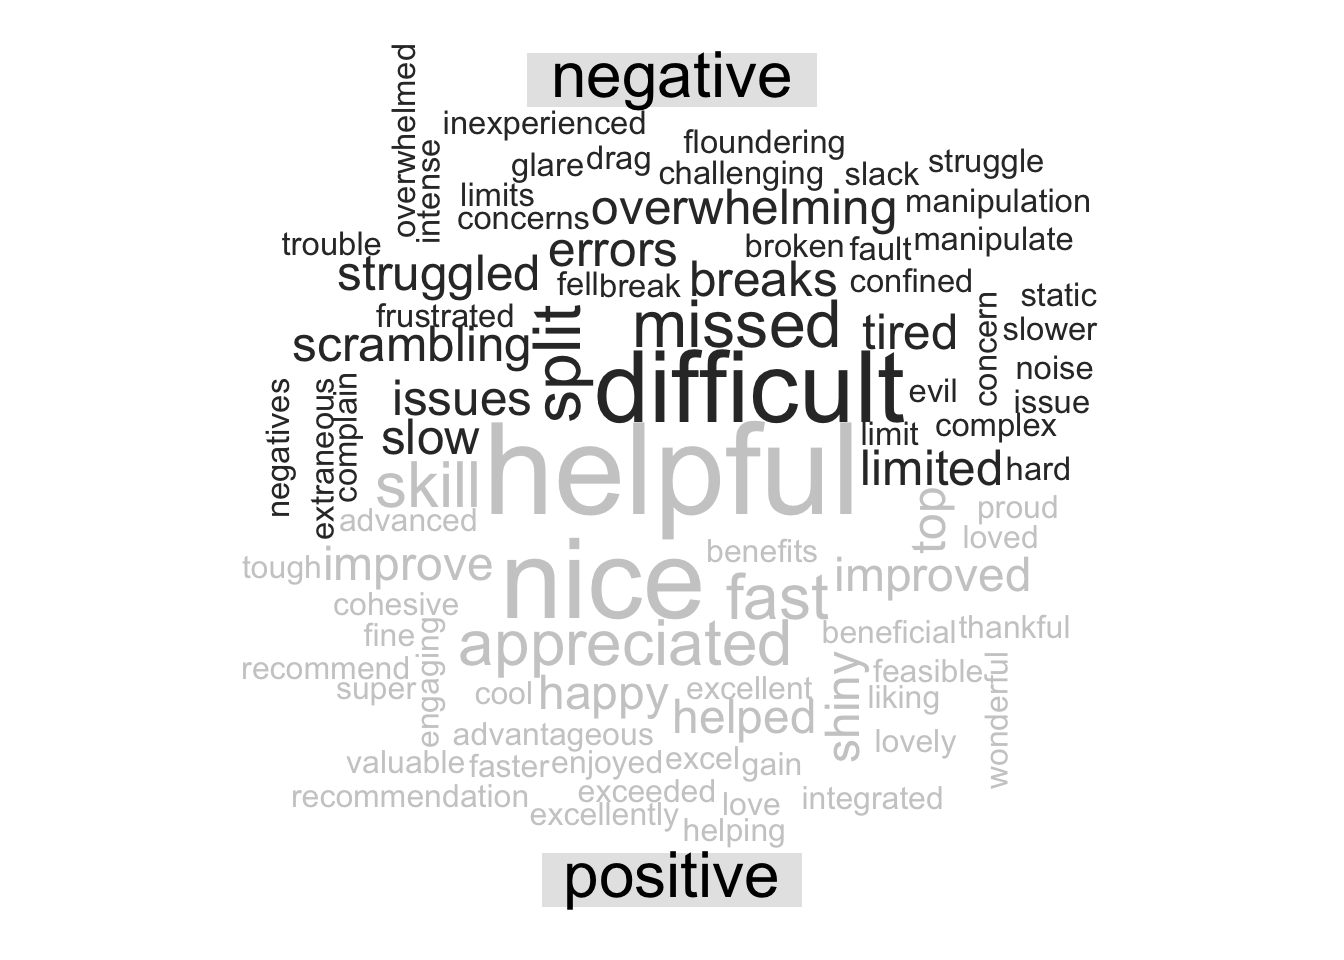 negative
overwhelmed
inexperienced
floundering
intense
glare
drag
challenging
slack
struggle
limits
concerns
overwhelming
manipulation
trouble
errors
broken
fault
manipulate
struggled
fell
break
breaks
confined
static
frustrated
split
missed
tired
concern
slower
scrambling
difficult
noise
negatives
extraneous
complain
issues
evil
issue
slow
limit
complex
limited
hard
helpful
skill
advanced
top
proud
loved
tough
improve
nice
benefits
fast
improved
cohesive
fine
engaging
appreciated
beneficial
thankful
recommend
super
cool
happy
excellent
shiny
feasible
liking
wonderful
helped
advantageous
lovely
valuable
faster
enjoyed
excel
gain
recommendation
exceeded
love
integrated
excellently
helping
positive